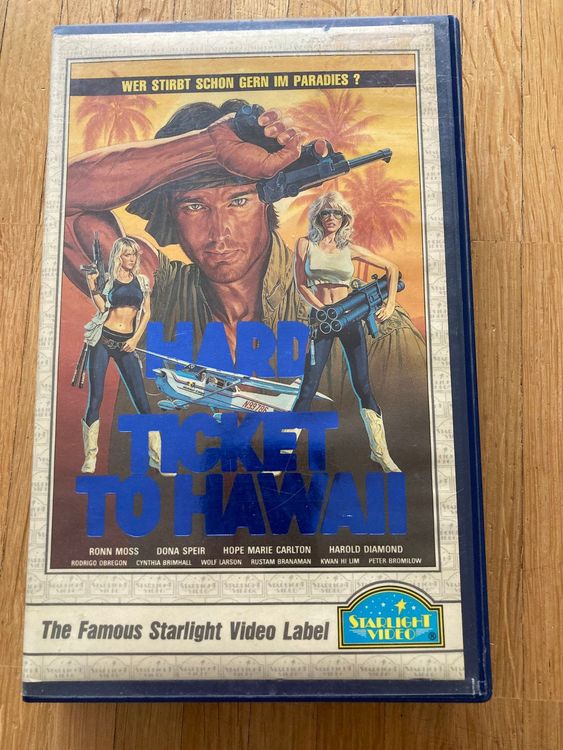 WER STIRBT SCHON GERN IM PARADIES ?
HARD
TICKET
TO HAWAII
RONN MOSS DONA SPEIR HOPE MARIE CARLTON HAROLD DIAMOND
RODRIGO OBREGON CYNTHIA BRIMHALL WOLF LARSON RUSTAM BRANAMAN KWAN HI LIM PETER BROMILOW
The Famous Starlight Video Label
STARLIGHT
VIDEO ®